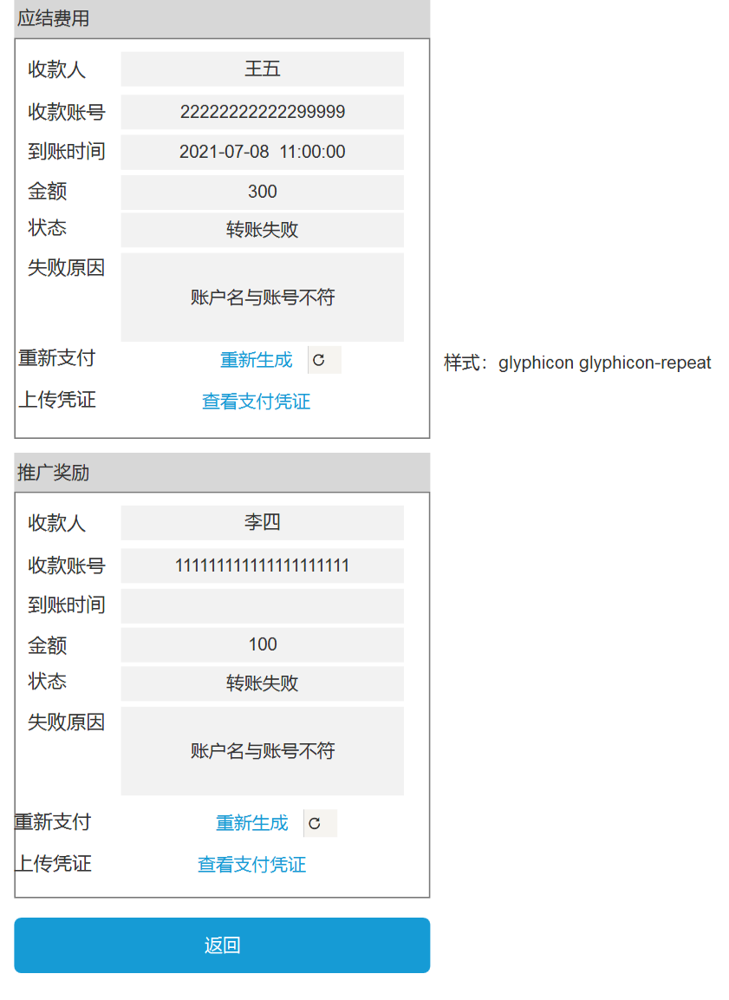 应结费用
收款人 王五
收款账号 22222222222299999
到账时间 2021-07-08 11:00:00
金额 300
状态 转账失败
失败原因 账户名与账号不符
重新支付 重新生成 样式：glyphicon glyphicon-repeat
上传凭证 查看支付凭证
推广奖励
收款人 李四
收款账号 111111111111111111111
到账时间
金额 100
状态 转账失败
失败原因 账户名与账号不符
重新支付 重新生成
上传凭证 查看支付凭证
返回